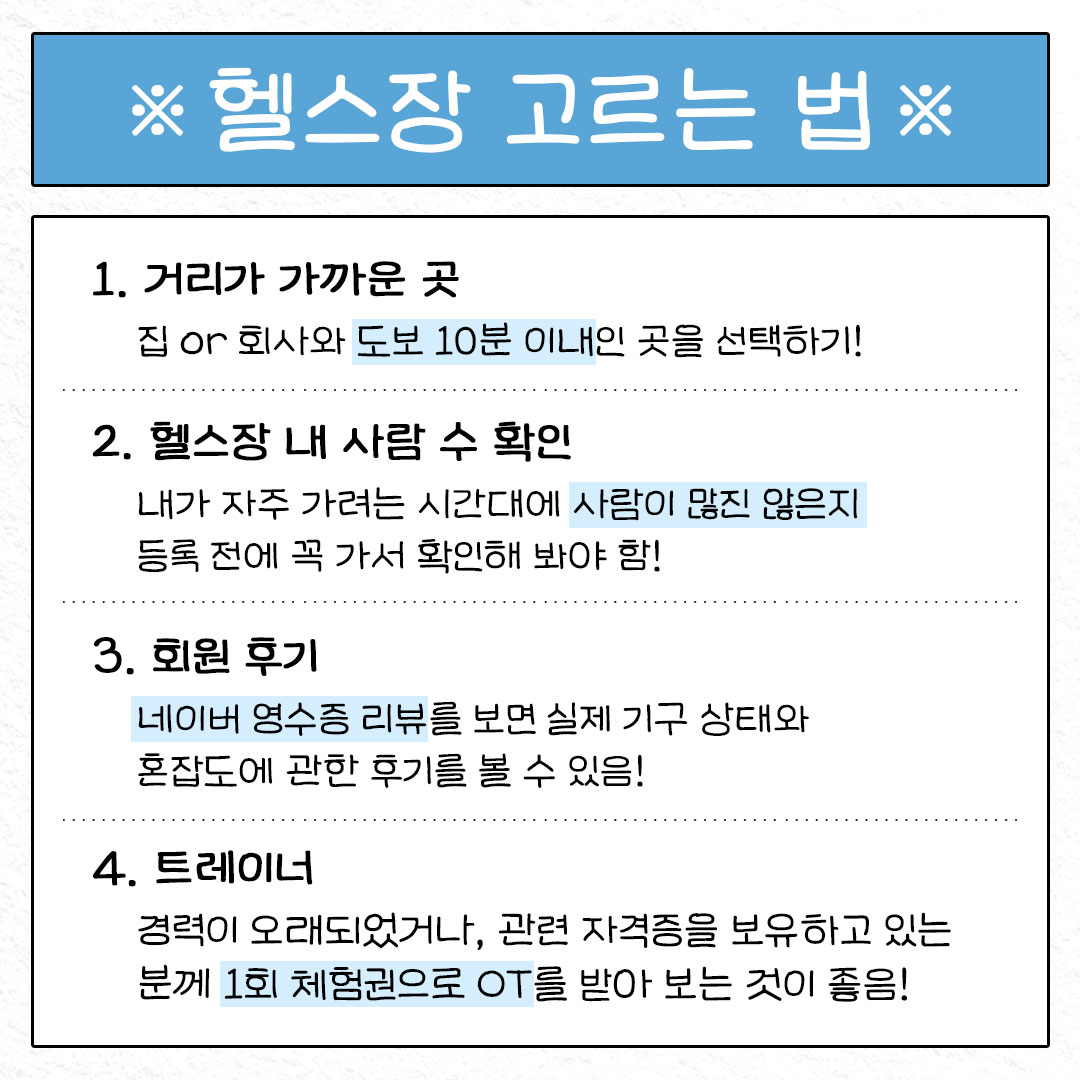 ※ 헬스장 고르는 법 ※
1. 거리가 가까운 곳
집 or 회사와 도보 10분 이내인 곳을 선택하기!
2. 헬스장 내 사람 수 확인
내가 자주 가려는 시간대에 사람이 많진 않은지
등록 전에 꼭 가서 확인해 봐야 함!
3. 회원 후기
네이버 영수증 리뷰를 보면 실제 기구 상태와
혼잡도에 관한 후기를 볼 수 있음!
4. 트레이너
경력이 오래되었거나, 관련 자격증을 보유하고 있는
분께 1회 체험권으로 OT를 받아 보는 것이 좋음!